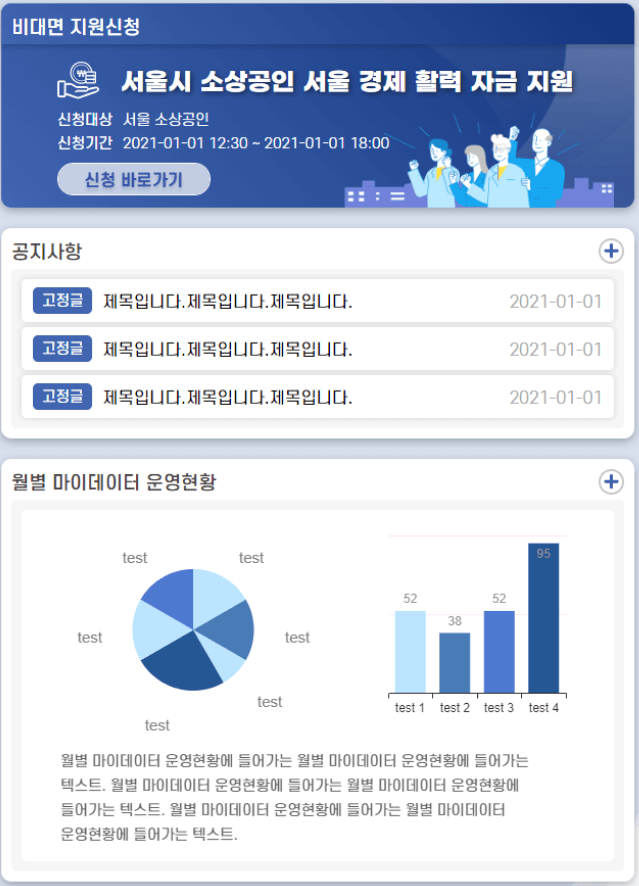 비대면 지원신청
₩
서울시 소상공인 서울 경제 활력 자금 지원
신청대상 서울 소상공인
신청기간 2021-01-01 12:30 ~ 2021-01-01 18:00
신청 바로가기
공지사항
고정글 제목입니다.제목입니다.제목입니다. 2021-01-01
고정글 제목입니다.제목입니다.제목입니다. 2021-01-01
고정글 제목입니다.제목입니다.제목입니다. 2021-01-01
월별 마이데이터 운영현황
test test
test test
test
test
52 38 52 95
test 1 test 2 test 3 test 4
월별 마이데이터 운영현황에 들어가는 월별 마이데이터 운영현황에 들어가는
텍스트. 월별 마이데이터 운영현황에 들어가는 월별 마이데이터 운영현황에
들어가는 텍스트. 월별 마이데이터 운영현황에 들어가는 월별 마이데이터
운영현황에 들어가는 텍스트.